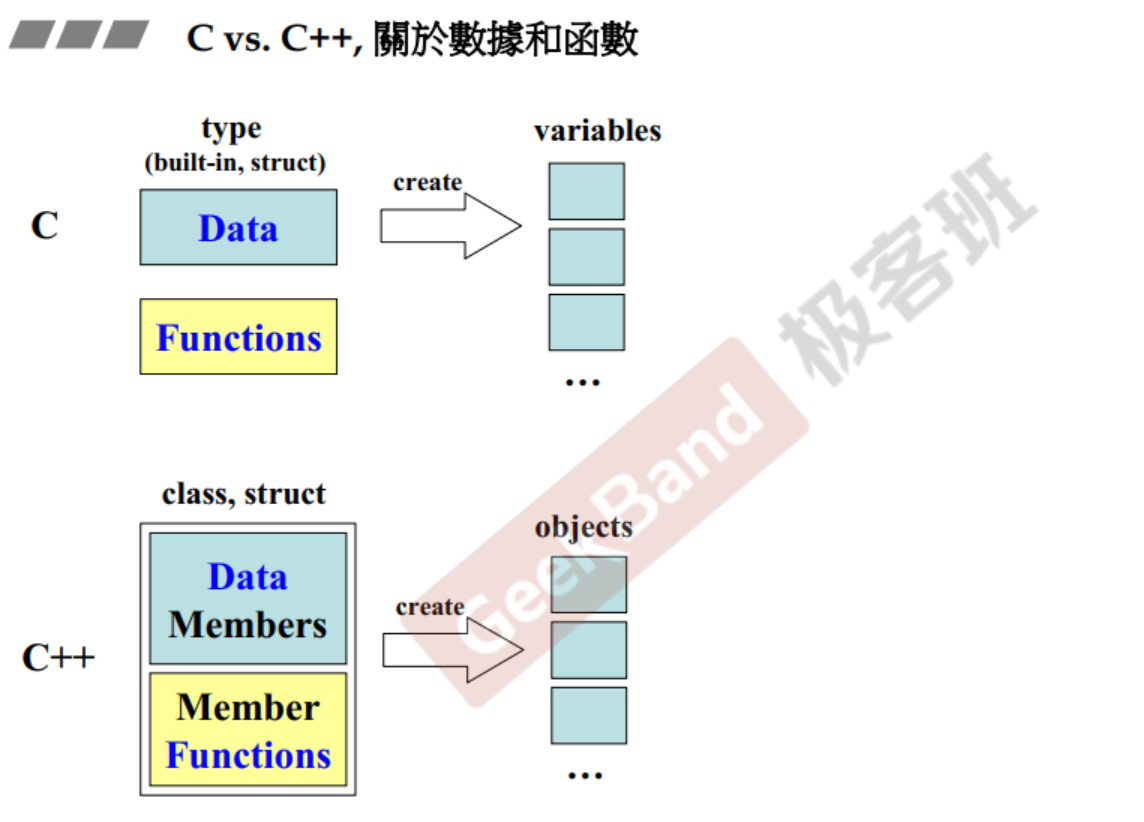 C vs. C++, 關於數據和函數
type
(built-in, struct)
variables
create
C
Data
Functions
...
class, struct
objects
Data
Members
create
C++
Member
Functions
...
GeekBand 极客班